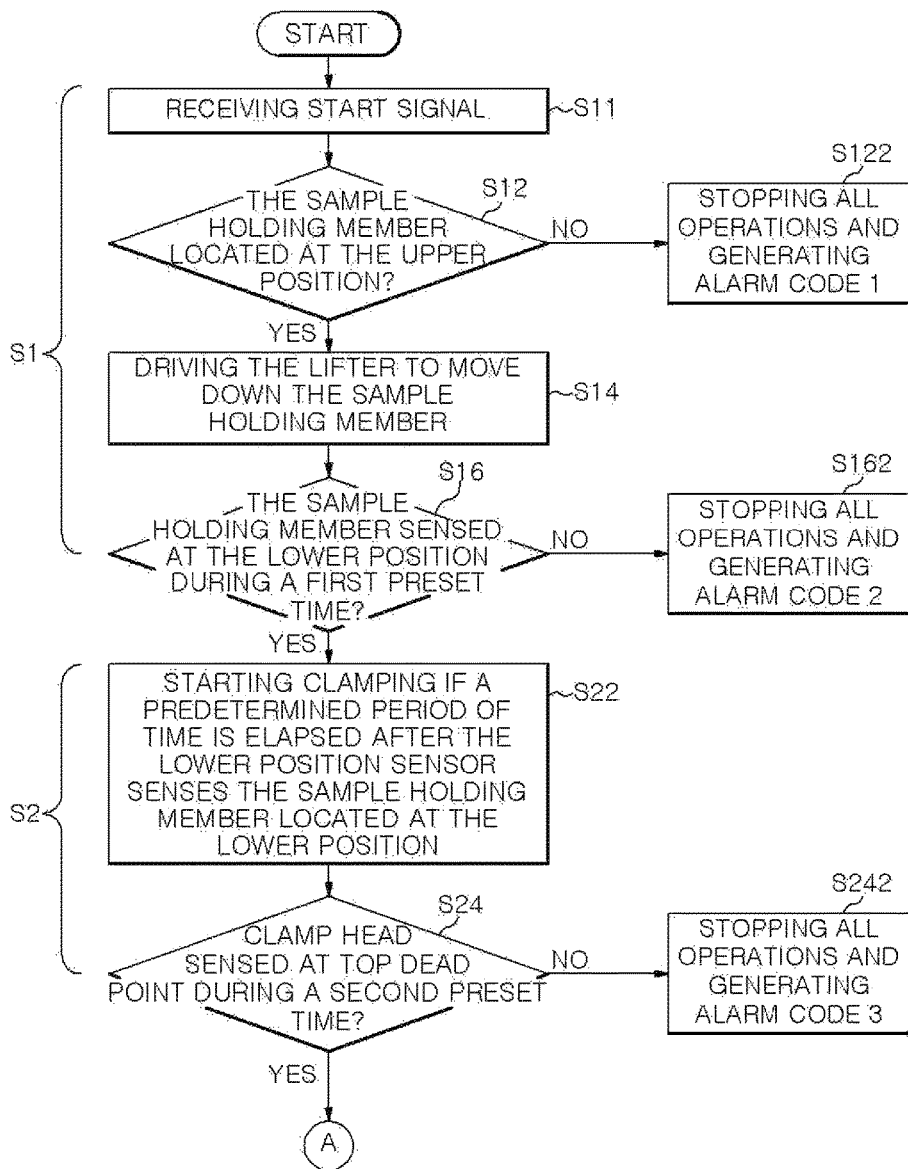 START
RECEIVING START SIGNAL
S11
THE SAMPLE
HOLDING MEMBER
LOCATED AT THE UPPER
POSITION?
S12
NO
S122
STOPPING ALL
OPERATIONS AND
GENERATING
ALARM CODE 1
YES
S1
DRIVING THE LIFTER TO MOVE
DOWN THE SAMPLE
HOLDING MEMBER
S14
THE SAMPLE
HOLDING MEMBER SENSED
AT THE LOWER POSITION
DURING A FIRST PRESET
TIME?
S16
NO
S162
STOPPING ALL
OPERATIONS AND
GENERATING
ALARM CODE 2
YES
STARTING CLAMPING IF A
PREDETERMINED PERIOD OF
TIME IS ELAPSED AFTER THE
LOWER POSITION SENSOR
SENSES THE SAMPLE HOLDING
MEMBER LOCATED AT THE
LOWER POSITION
S22
S2
CLAMP HEAD
SENSED AT TOP DEAD
POINT DURING A SECOND PRESET
TIME?
S24
NO
S242
STOPPING ALL
OPERATIONS AND
GENERATING
ALARM CODE 3
YES
A